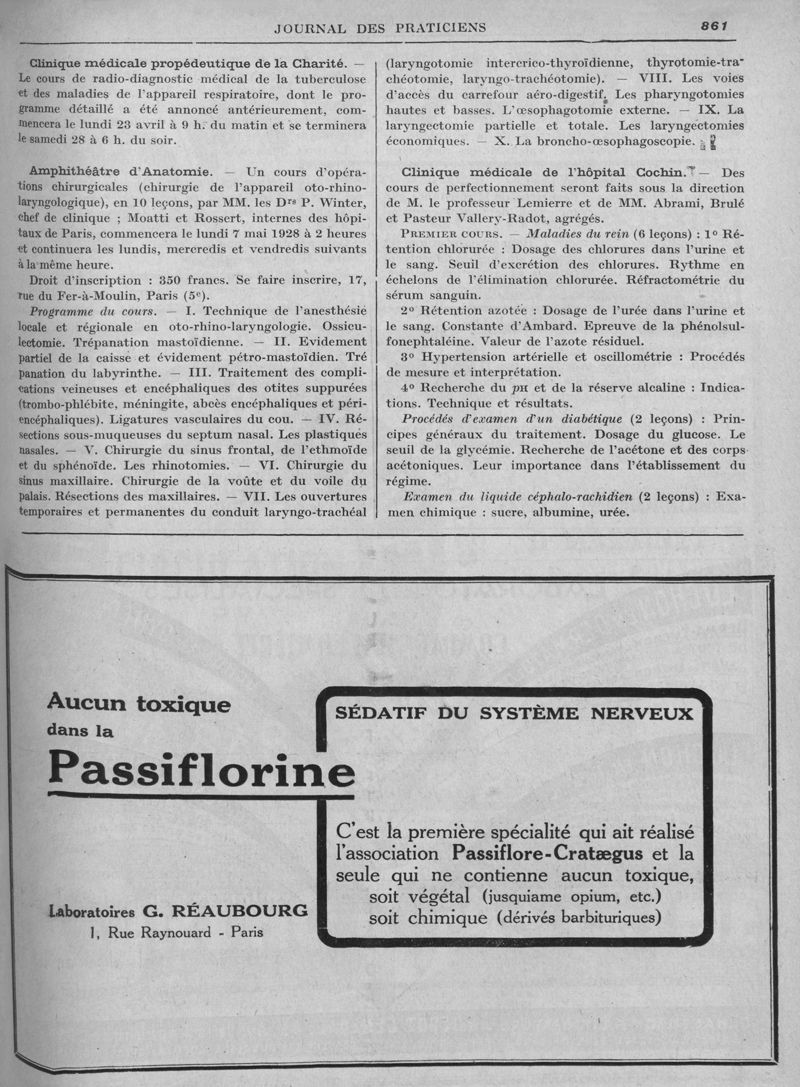 JOURNAL DES PRATICIENS
861
Clinique médicale propédeutique de la Charité. —
Le cours de radio-diagnostic médical de la tuberculose
et des maladies de l'appareil respiratoire, dont le pro-
gramme détaillé a été annoncé antérieurement, com-
mencera le lundi 23 avril à 9 h. du matin et se terminera
le samedi 28 à 6 h. du soir.
Amphithéâtre d'Anatomie. — Un cours d'opéra-
tions chirurgicales (chirurgie de l'appareil oto-rhino-
laryngologique), en 10 leçons, par MM. les Drs P. Winter,
chef de clinique ; Moatti et Rossert, internes des hôpi-
taux de Paris, commencera le lundi 7 mai 1928 à 2 heures
et continuera les lundis, mercredis et vendredis suivants
à la même heure.
Droit d'inscription : 350 francs. Se faire inscrire, 17,
rue du Fer-à-Moulin, Paris (5e).
Programme du cours. — I. Technique de l'anesthésie
locale et régionale en oto-rhino-laryngologie. Ossicu-
lectomie. Trépanation mastoïdienne. — II. Evidement
partiel de la caisse et évidement pétro-mastoïdien. Tré
panation du labyrinthe. — III. Traitement des compli-
cations veineuses et encéphaliques des otites suppurées
(trombo-phlébite, méningite, abcès encéphaliques et péri-
encéphaliques). Ligatures vasculaires du cou. — IV. Ré-
sections sous-muqueuses du septum nasal. Les plastiques
nasales. — V. Chirurgie du sinus frontal, de l'ethmoïde
et du sphénoïde. Les rhinotomies. — VI. Chirurgie du
sinus maxillaire. Chirurgie de la voûte et du voile du
palais. Résections des maxillaires. — VII. Les ouvertures
temporaires et permanentes du conduit laryngo-trachéal
(laryngotomie intercrico-thyroïdienne, thyrotomie-tra-
chéotomie, laryngo-trachéotomie). — VIII. Les voies
d'accès du carrefour aéro-digestif. Les pharyngotomies
hautes et basses. L'œsophagotomie externe. — IX. La
laryngectomie partielle et totale. Les laryngectomies
économiques. — X. La broncho-œsophagoscopie.
Clinique médicale de l'hôpital Cochin. — Des
cours de perfectionnement seront faits sous la direction
de M. le professeur Lemierre et de MM. Abrami, Brulé
et Pasteur Vallery-Radot, agrégés.
PREMIER COURS. — Maladies du rein (6 leçons) : 1° Ré-
tention chlorurée : Dosage des chlorures dans l'urine et
le sang. Seuil d'excrétion des chlorures. Rythme en
échelons de l'élimination chlorurée. Réfractométrie du
sérum sanguin.
2° Rétention azotée : Dosage de l'urée dans l'urine et
le sang. Constante d'Ambard. Epreuve de la phénolsul-
fonephtaléine. Valeur de l'azote résiduel.
3° Hypertension artérielle et oscillométrie : Procédés
de mesure et interprétation.
4° Recherche du pH et de la réserve alcaline : Indica-
tions. Technique et résultats.
Procédés d'examen d'un diabétique (2 leçons) : Prin-
cipes généraux du traitement. Dosage du glucose. Le
seuil de la glycémie. Recherche de l'acétone et des corps
acétoniques. Leur importance dans l'établissement du
régime.
Examen du liquide céphalo-rachidien (2 leçons) : Exa-
men chimique : sucre, albumine, urée.
Aucun toxique
dans la
Passiflorine
Laboratoires G. RÉAUBOURG
1, Rue Raynouard - Paris
SÉDATIF DU SYSTÈME NERVEUX
C'est la première spécialité qui ait réalisé
l'association Passiflore-Cratægus et la
seule qui ne contienne aucun toxique,
soit végétal (jusquiame opium, etc.)
soit chimique (dérivés barbituriques)